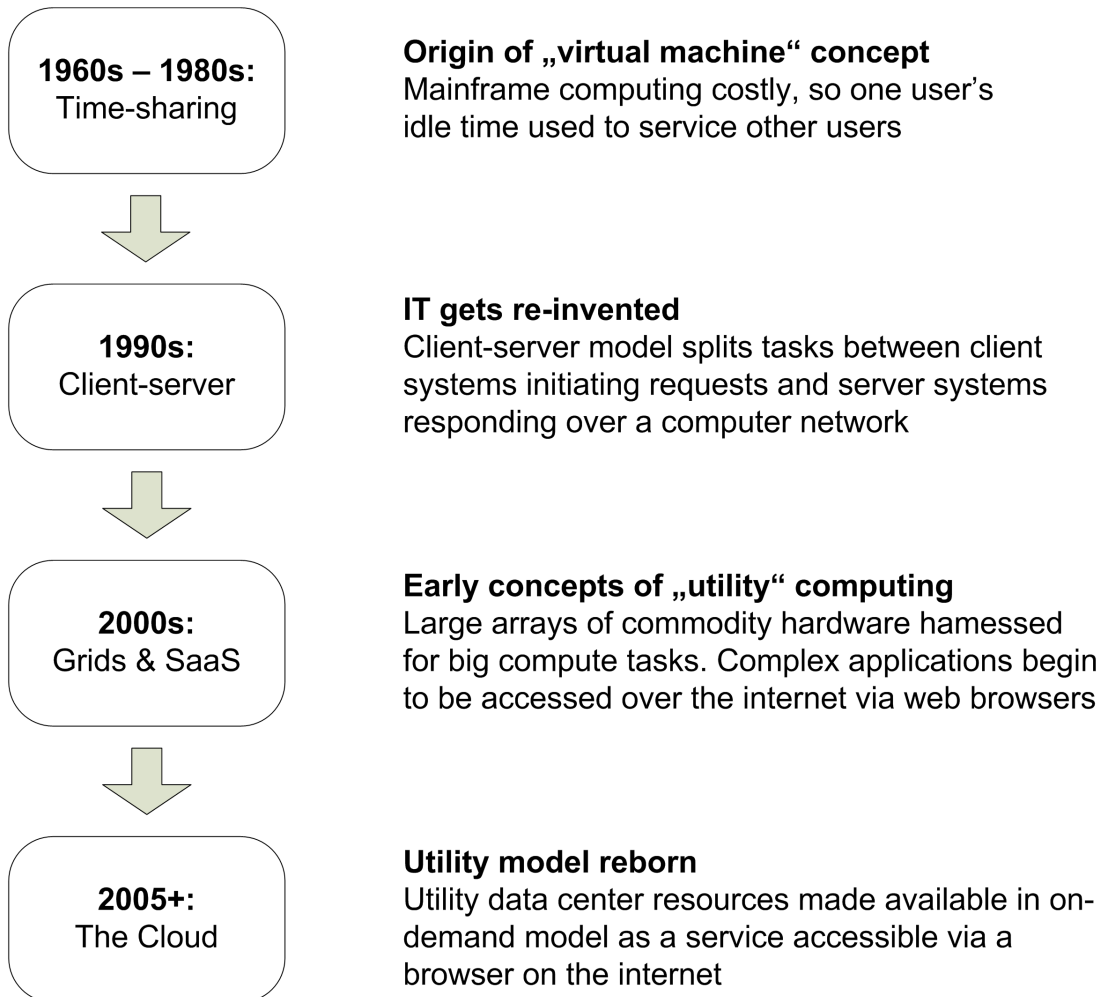 1960s – 1980s:
Time-sharing
Origin of „virtual machine“ concept
Mainframe computing costly, so one user’s
idle time used to service other users
1990s:
Client-server
IT gets re-invented
Client-server model splits tasks between client
systems initiating requests and server systems
responding over a computer network
2000s:
Grids & SaaS
Early concepts of „utility“ computing
Large arrays of commodity hardware hamessed
for big compute tasks. Complex applications begin
to be accessed over the internet via web browsers
2005+:
The Cloud
Utility model reborn
Utility data center resources made available in on-
demand model as a service accessible via a
browser on the internet